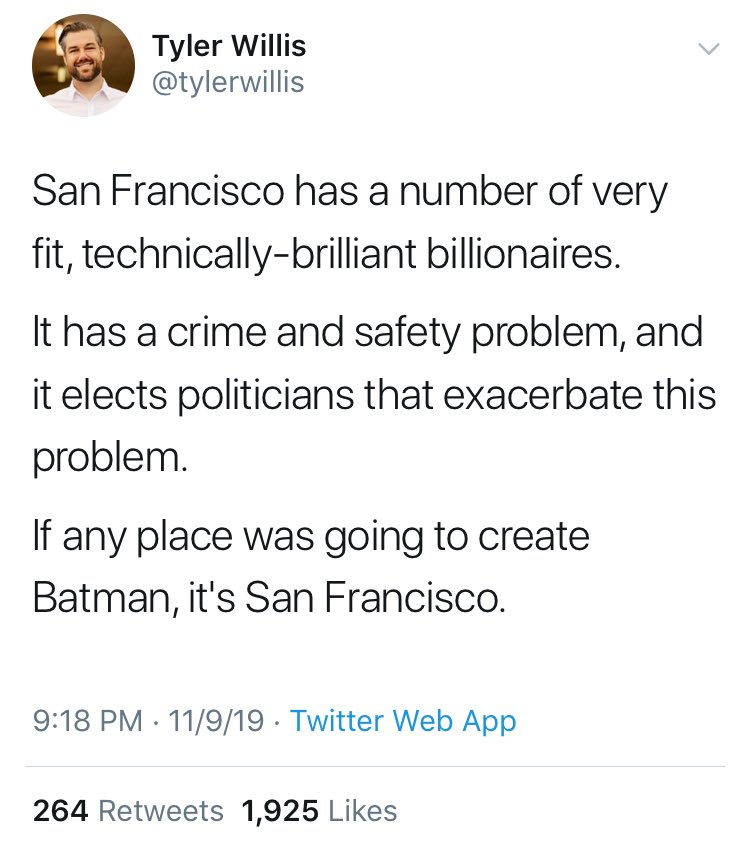 Tyler Willis
@tylerwillis
San Francisco has a number of very
fit, technically-brilliant billionaires.
It has a crime and safety problem, and
it elects politicians that exacerbate this
problem.
If any place was going to create
Batman, it's San Francisco.
9:18 PM · 11/9/19 · Twitter Web App
264 Retweets 1,925 Likes